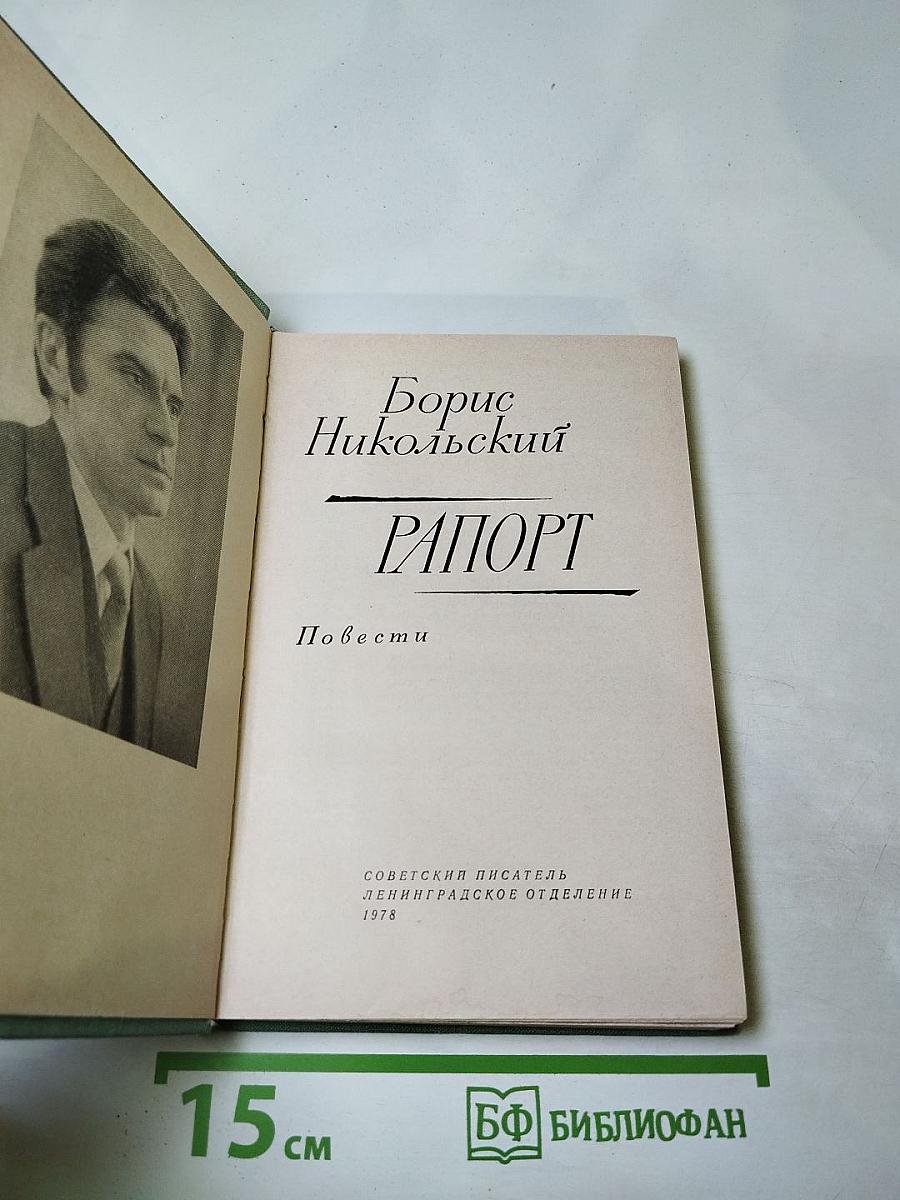 Борис
Никольский
РАПОРТ
Повести
СОВЕТСКИЙ ПИСАТЕЛЬ
ЛЕНИНГРАДСКОЕ ОТДЕЛЕНИЕ
1978
15 см
БФ БИБЛИОФАН